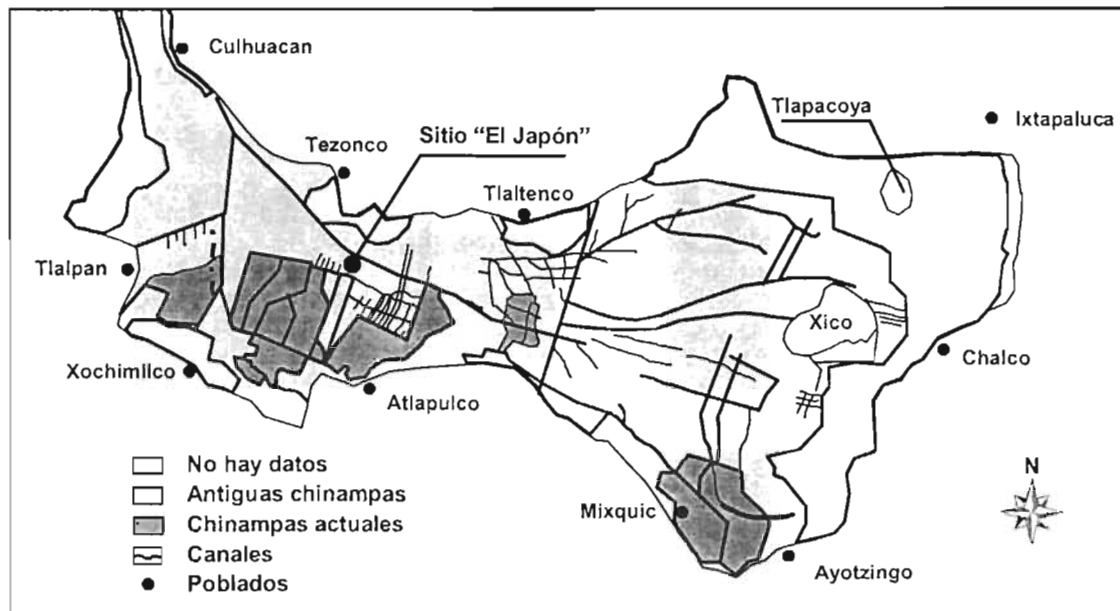 Culhuacan
Tlapacoya
Ixtapaluca
Sitio "El Japón"
Tezonco
Tlaltenco
Tlalpan
Xico
Chalco
Xochimilco
Atlapulco
No hay datos
Antiguas chinampas
Chinampas actuales
Canales
Poblados
Mixquic
Ayotzingo
N